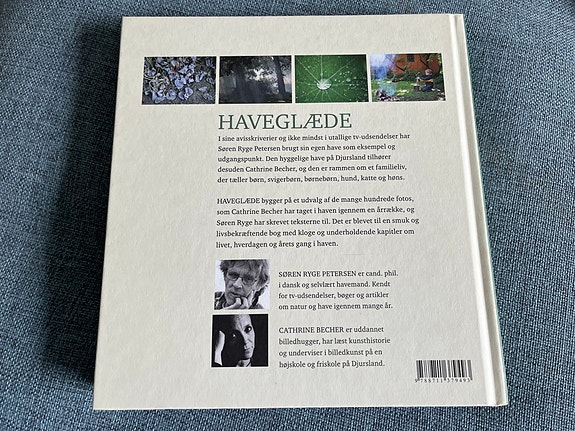 HAVEGLÆDE
I sine avisskriverier og ikke mindst i utallige tv-udsendelser har
Søren Ryge Petersen brugt sin egen have som eksempel og
udgangspunkt. Den hyggelige have på Djursland tilhører
desuden Cathrine Becher, og den er rammen om et familieliv,
der tæller børn, svigerbørn, børnebørn, hund, katte og høns.
HAVEGLÆDE bygger på et udvalg af de mange hundrede fotos,
som Cathrine Becher har taget i haven igennem en årrække, og
Søren Ryge har skrevet teksterne til. Det er blevet til en smuk og
livsbekræftende bog med kloge og underholdende kapitler om
livet, hverdagen og årets gang i haven.
SØREN RYGE PETERSEN er cand. phil.
i dansk og selvlært havemand. Kendt
for tv-udsendelser, bøger og artikler
om natur og have igennem mange år.
CATHRINE BECHER er uddannet
billedhugger, har læst kunsthistorie
og underviser i billedkunst på en
højskole og friskole på Djursland.
9 788711 379493